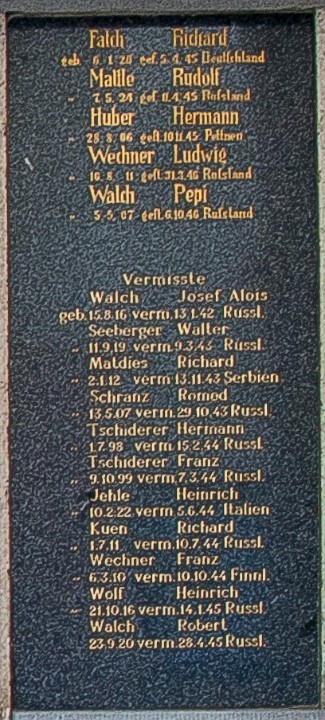 Falch Richard
geb. 6.1.20 gef. 5.4.45 Deutschland
Mattle Rudolf
" 7.5.24 gef. 11.4.45 Rußland
Huber Hermann
" 28.8.06 gest. 10.11.45
Wechner Ludwig
" 10.8.11 gest. 31.3.46 Rußland
Walch Pepi
" 5.5.07 gest. 6.10.46 Rußland
Vermisste
Walch Josef Alois
geb. 15.8.16 verm. 13.1.42 Russl.
Seeberger Walter
" 11.9.19 verm. 9.3.43 Russl.
Matdies Richard
" 2.1.12 verm. 13.11.43 Serbien
Schranz Romed
" 13.5.07 verm. 29.10.43 Russl.
Tschiderer Hermann
" 1.7.98 verm. 15.2.44 Russl.
Tschiderer Franz
" 9.10.99 verm. 7.3.44 Russl.
Jehle Heinrich
" 10.2.22 verm. 5.6.44 Italien
Kuen Richard
" 1.7.11 verm. 10.7.44 Russl.
Wechner Franz
" 6.3.10 verm. 10.10.44 Finnl.
Wolf Heinrich
" 21.10.16 verm. 14.1.45 Russl.
Walch Robert
23.9.20 verm. 28.4.45 Russl.